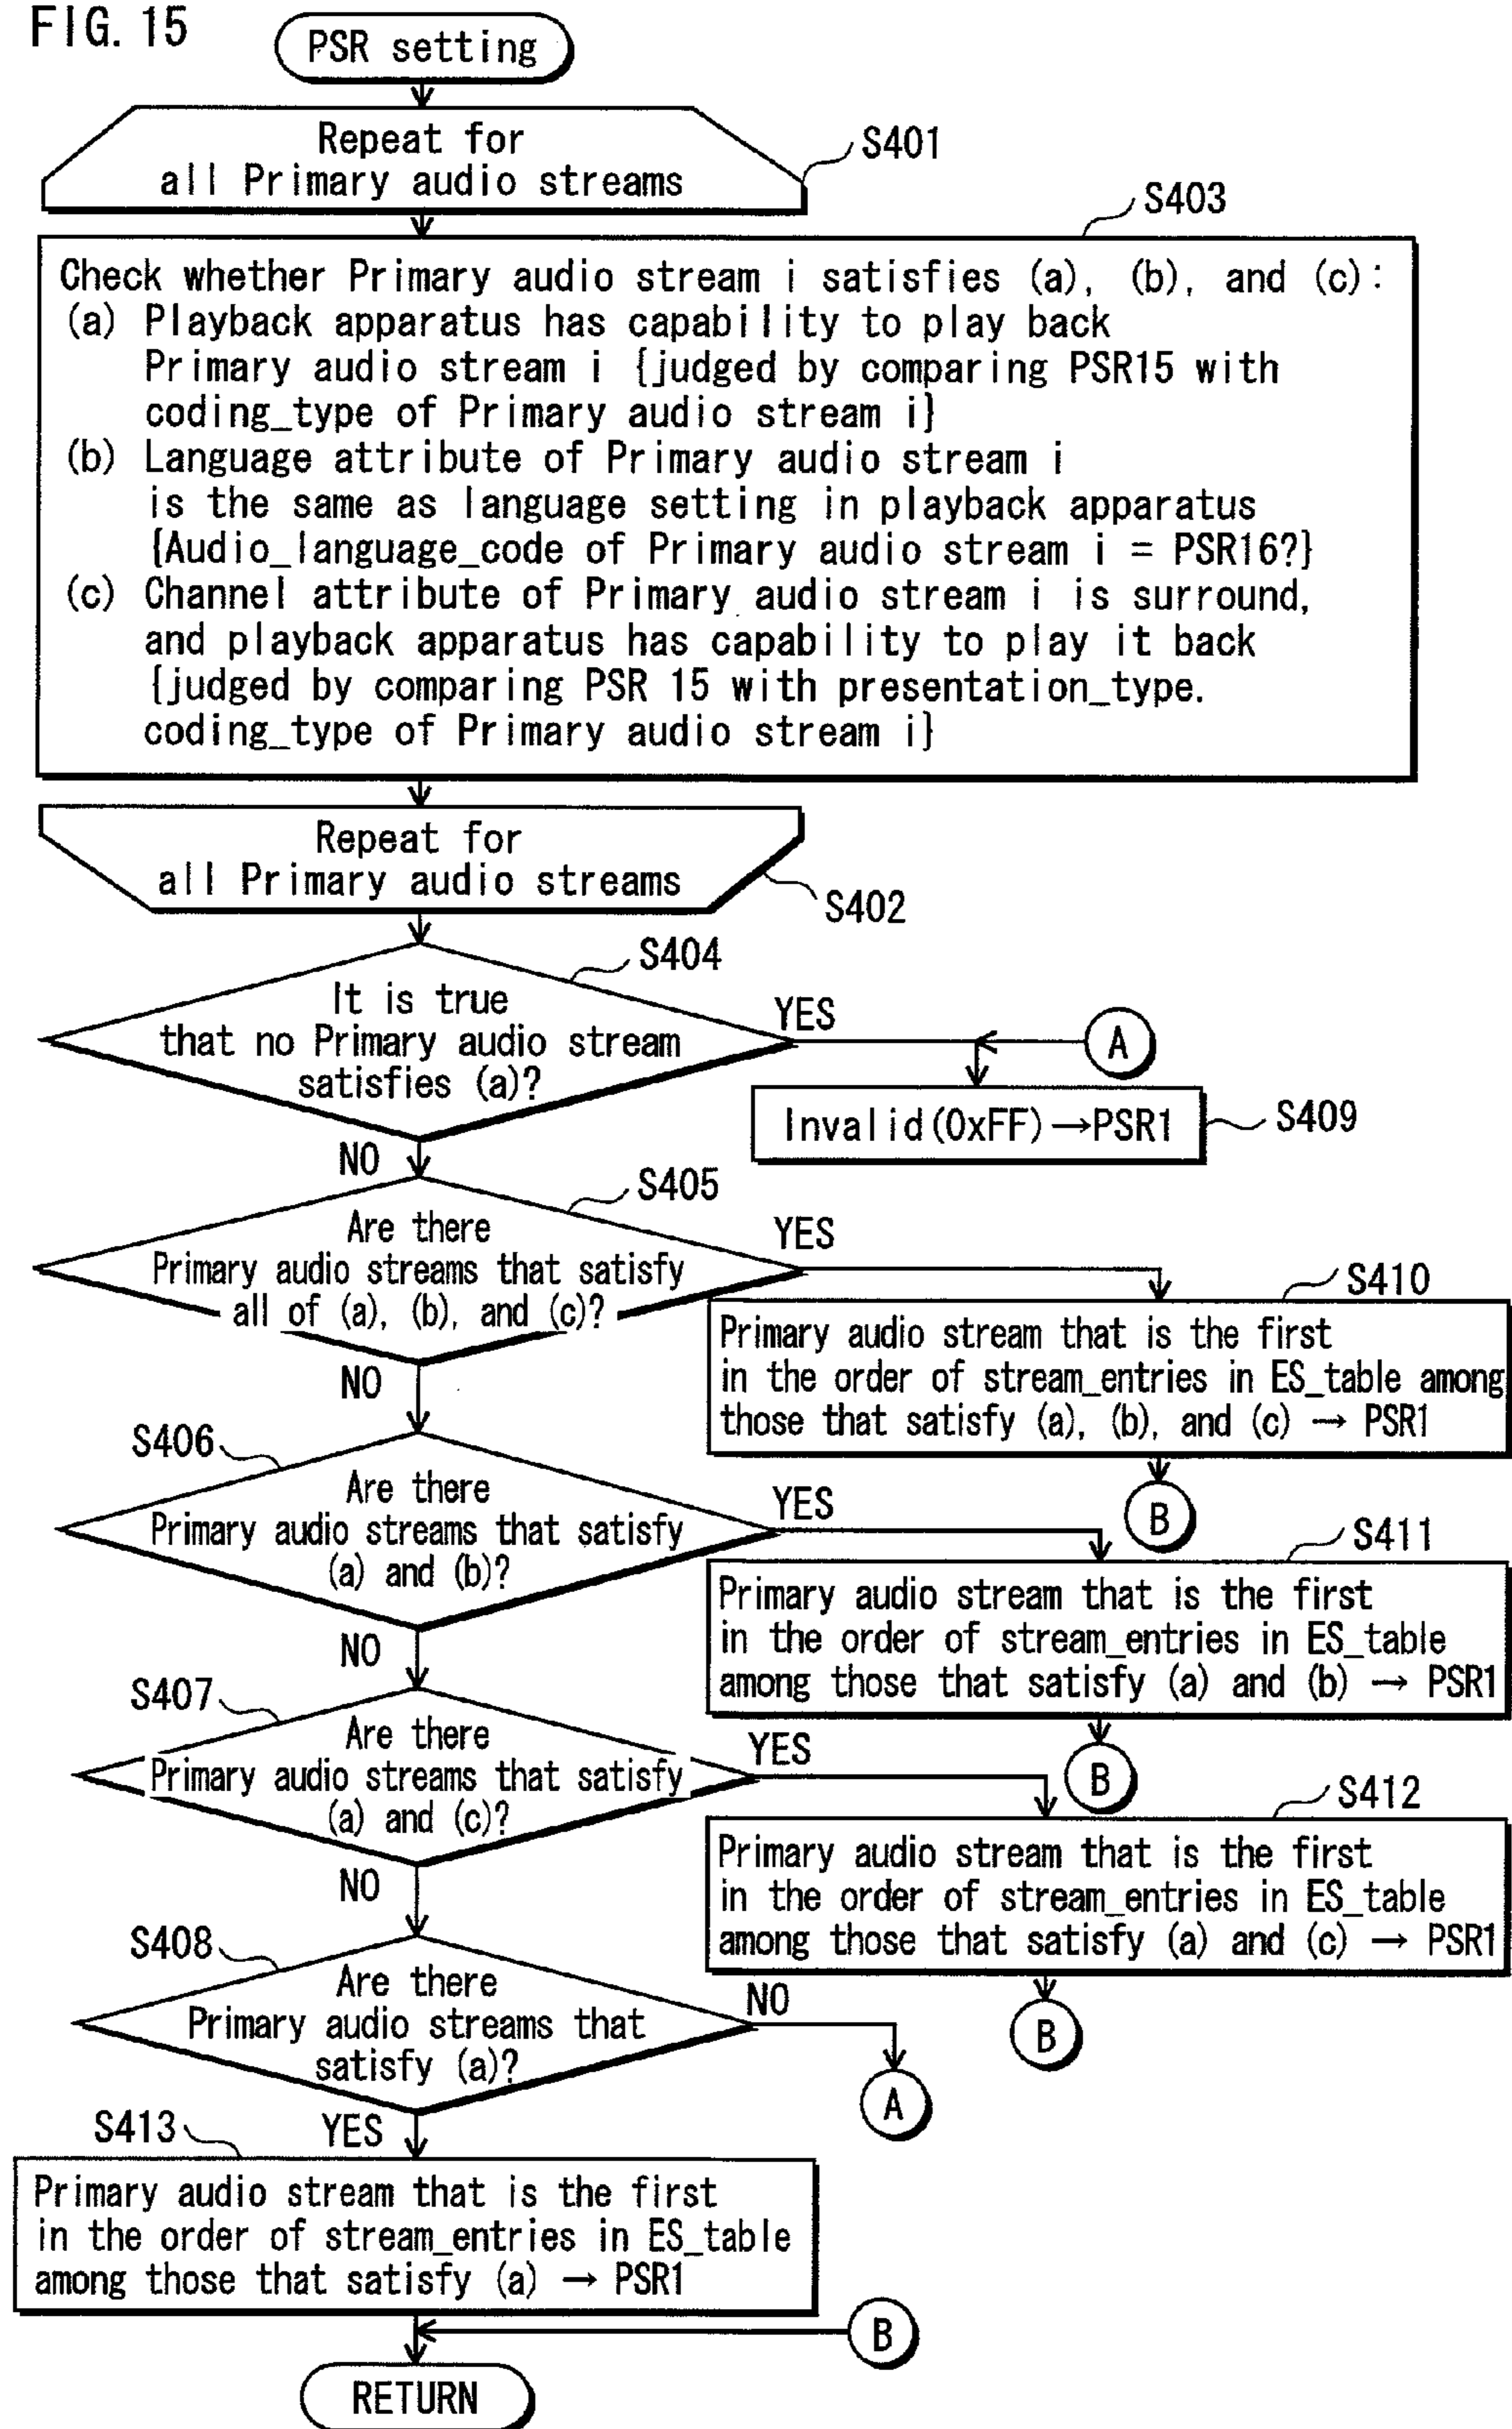 FIG. 15
PSR setting
Repeat for
all Primary audio streams
S401
S403
Check whether Primary audio stream i satisfies (a), (b), and (c):
(a) Playback apparatus has capability to play back
Primary audio stream i {judged by comparing PSR15 with
coding_type of Primary audio stream i}
(b) Language attribute of Primary audio stream i
is the same as language setting in playback apparatus
{Audio_language_code of Primary audio stream i = PSR16?}
(c) Channel attribute of Primary audio stream i is surround,
and playback apparatus has capability to play it back
{judged by comparing PSR 15 with presentation_type.
coding_type of Primary audio stream i}
Repeat for
all Primary audio streams
S402
S404
It is true
that no Primary audio stream
satisfies (a)?
YES
A
Invalid(0xFF)→PSR1
S409
NO
S405
Are there
Primary audio streams that satisfy
all of (a), (b), and (c)?
YES
S410
Primary audio stream that is the first
in the order of stream_entries in ES_table among
those that satisfy (a), (b), and (c) → PSR1
B
NO
S406
Are there
Primary audio streams that satisfy
(a) and (b)?
YES
S411
Primary audio stream that is the first
in the order of stream_entries in ES_table
among those that satisfy (a) and (b) → PSR1
B
NO
S407
Are there
Primary audio streams that satisfy
(a) and (c)?
YES
S412
Primary audio stream that is the first
in the order of stream_entries in ES_table
among those that satisfy (a) and (c) → PSR1
B
NO
S408
Are there
Primary audio streams that
satisfy (a)?
NO
A
YES
S413
Primary audio stream that is the first
in the order of stream_entries in ES_table
among those that satisfy (a) → PSR1
B
RETURN